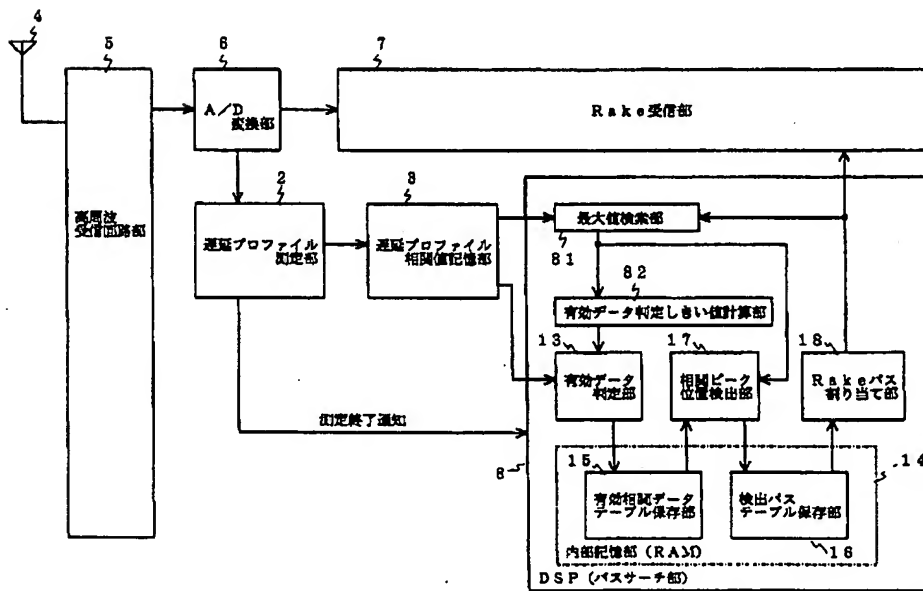 4
5
6
7
A/D
変換部
Rake受信部
高周波
受信回路部
2
3
遅延プロファイル
測定部
遅延プロファイル
相関値記憶部
最大値検索部
81
82
有効データ判定しきい値計算部
13
17
18
有効データ
判定部
相関ピーク
位置検出部
Rakeパス
割り当て部
測定終了通知
8
14
15
有効相関データ
テーブル保存部
検出パス
テーブル保存部
16
内部記憶部(RAM)
DSP(パスサーチ部)